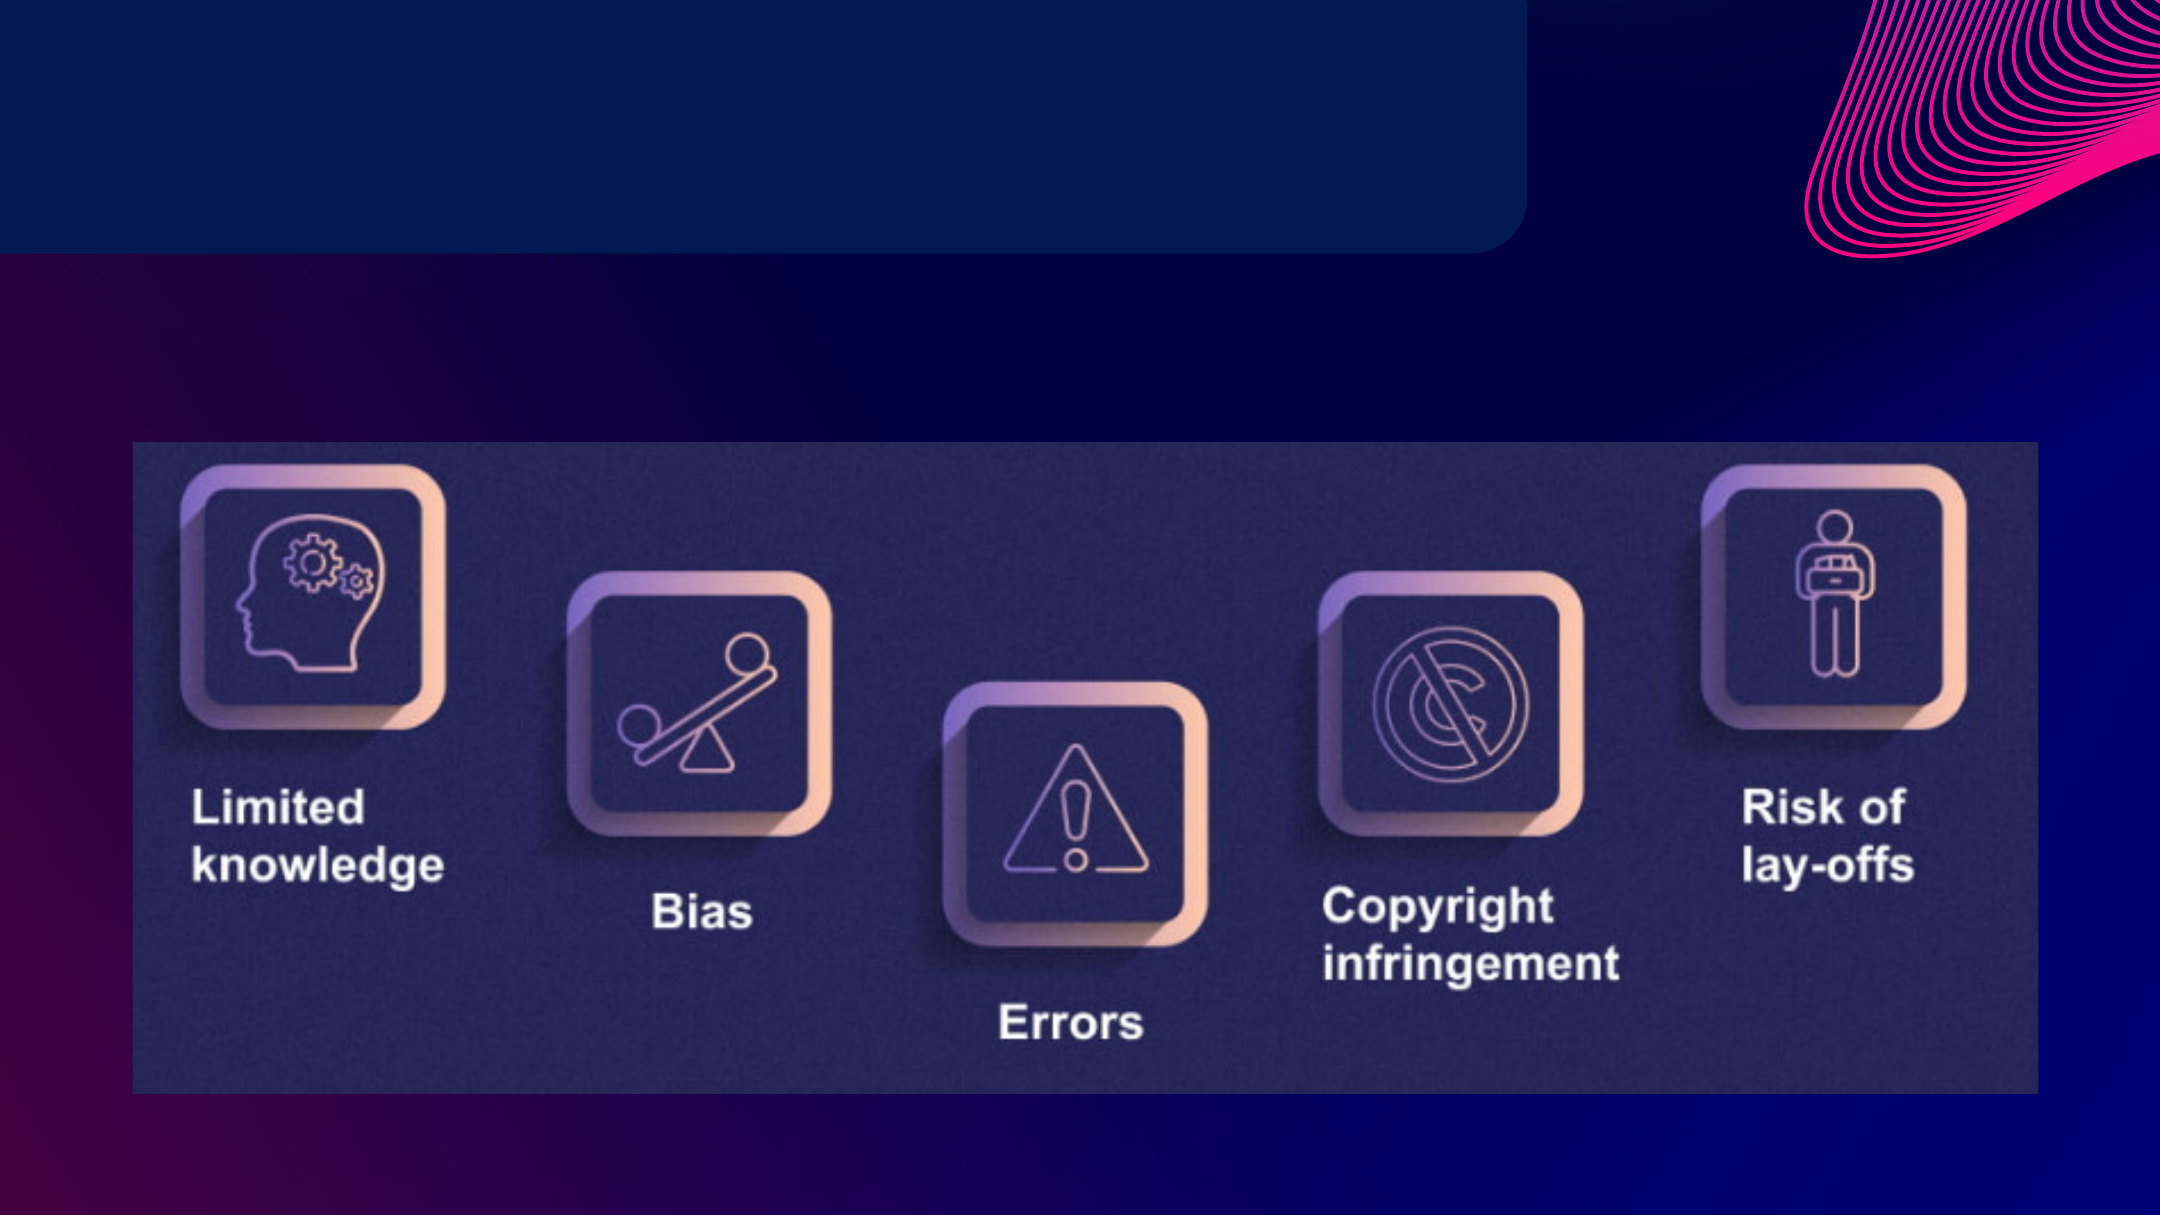 Limited
knowledge
Bias
Errors
Copyright
infringement
Risk of
lay-offs